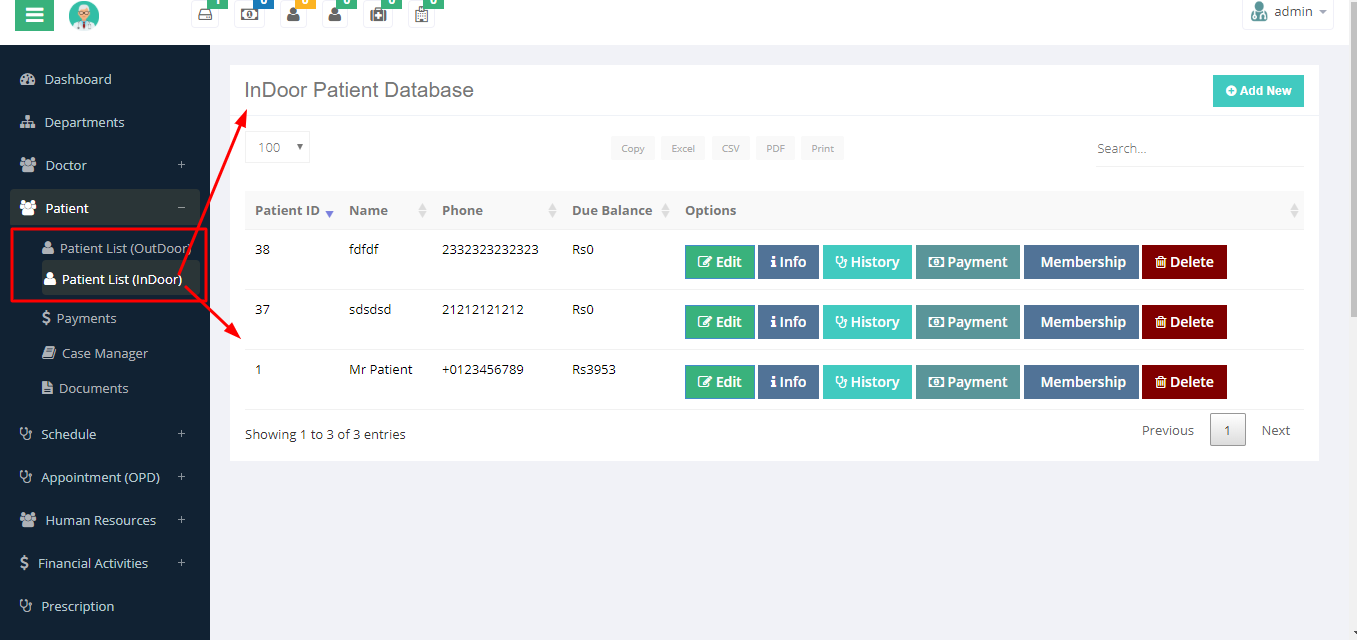 admin
Dashboard
Departments
Doctor +
Patient −
Patient List (OutDoor)
Patient List (InDoor)
Payments
Case Manager
Documents
Schedule +
Appointment (OPD) +
Human Resources +
Financial Activities +
Prescription
InDoor Patient Database
Add New
100
Copy Excel CSV PDF Print
Search...
Patient ID Name Phone Due Balance Options
38 fdfdf 2332323232323 Rs0 Edit Info History Payment Membership Delete
37 sdsdsd 21212121212 Rs0 Edit Info History Payment Membership Delete
1 Mr Patient +0123456789 Rs3953 Edit Info History Payment Membership Delete
Showing 1 to 3 of 3 entries
Previous 1 Next